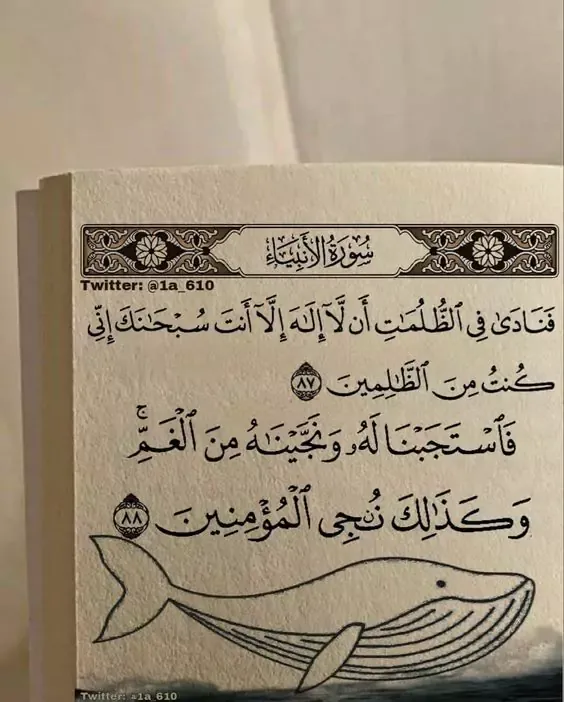 سُورَةُ الأَنبِيَاءِ
Twitter: @1a_610
فَنَادَىٰ فِي ٱلظُّلُمَٰتِ أَن لَّآ إِلَٰهَ إِلَّآ أَنتَ سُبۡحَٰنَكَ إِنِّي
كُنتُ مِنَ ٱلظَّٰلِمِينَ ٨٧
فَٱسۡتَجَبۡنَا لَهُۥ وَنَجَّيۡنَٰهُ مِنَ ٱلۡغَمِّۚ
وَكَذَٰلِكَ نُـۨجِي ٱلۡمُؤۡمِنِينَ ٨٨
Twitter: @1a_610